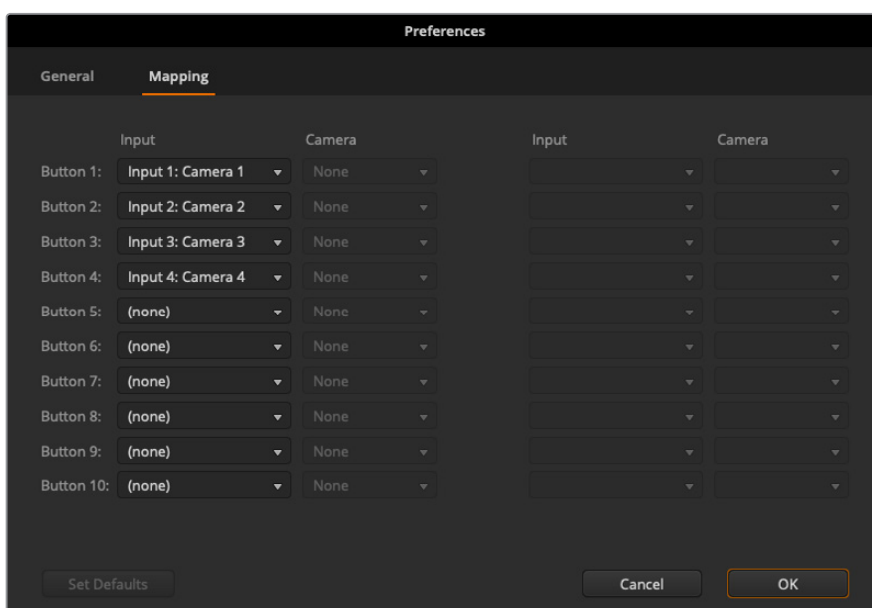 Preferences
General Mapping
Input Camera Input Camera
Button 1: Input 1: Camera 1 None
Button 2: Input 2: Camera 2 None
Button 3: Input 3: Camera 3 None
Button 4: Input 4: Camera 4 None
Button 5: (none) None
Button 6: (none) None
Button 7: (none) None
Button 8: (none) None
Button 9: (none) None
Button 10: (none) None
Set Defaults Cancel OK